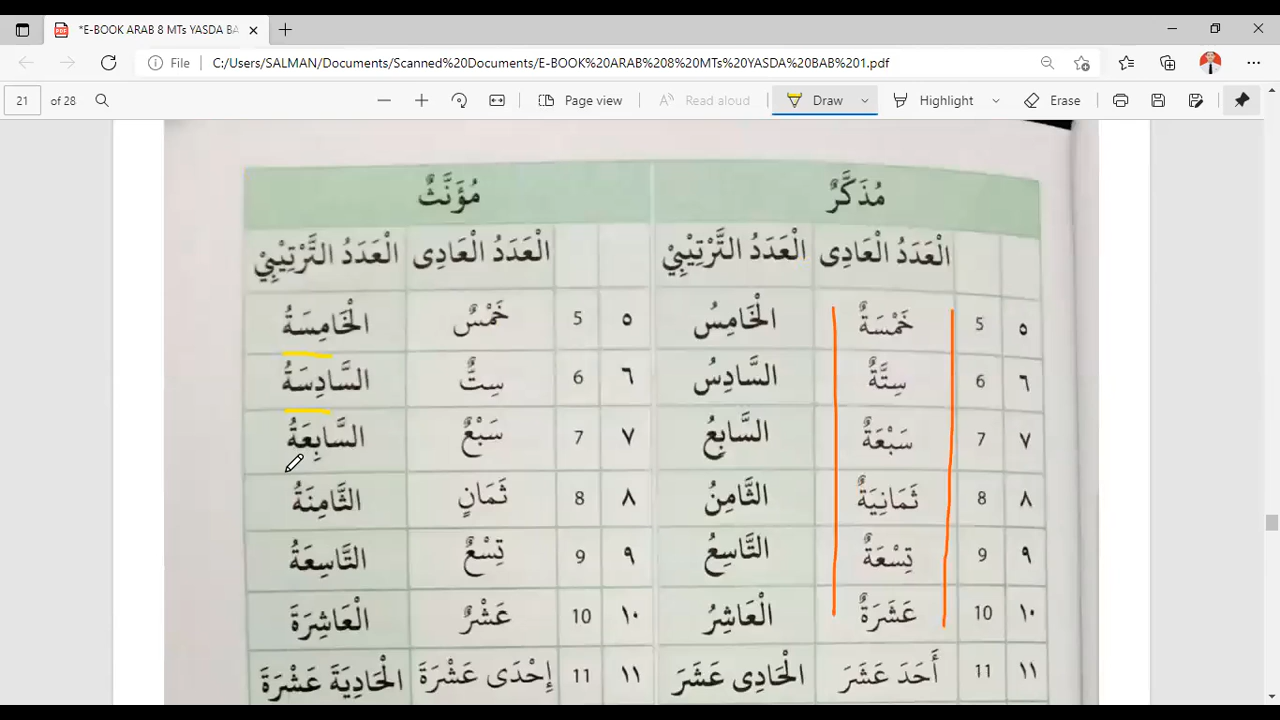 *E-BOOK ARAB 8 MTs YASDA BA
File C:/Users/SALMAN/Documents/Scanned%20Documents/E-BOOK%20ARAB%208%20MTs%20YASDA%20BAB%201.pdf
21 of 28 Page view Read aloud Draw Highlight Erase
مُذَكَّرٌ مُؤَنَّثٌ
الْعَدَدُ الْعَادِى الْعَدَدُ التَّرْتِيْبِيْ الْعَدَدُ الْعَادِى الْعَدَدُ التَّرْتِيْبِيْ
٥ 5 خَمْسَةٌ الْخَامِسُ ٥ 5 خَمْسٌ الْخَامِسَةُ
٦ 6 سِتَّةٌ السَّادِسُ ٦ 6 سِتٌّ السَّادِسَةُ
٧ 7 سَبْعَةٌ السَّابِعُ ٧ 7 سَبْعٌ السَّابِعَةُ
٨ 8 ثَمَانِيَةٌ الثَّامِنُ ٨ 8 ثَمَانٍ الثَّامِنَةُ
٩ 9 تِسْعَةٌ التَّاسِعُ ٩ 9 تِسْعٌ التَّاسِعَةُ
١٠ 10 عَشَرَةٌ الْعَاشِرُ ١٠ 10 عَشْرٌ الْعَاشِرَةَ
١١ 11 أَحَدَ عَشَرَ الْحَادِى عَشَرَ ١١ 11 إِحْدَى عَشْرَةَ الْحَادِيَةَ عَشْرَةَ